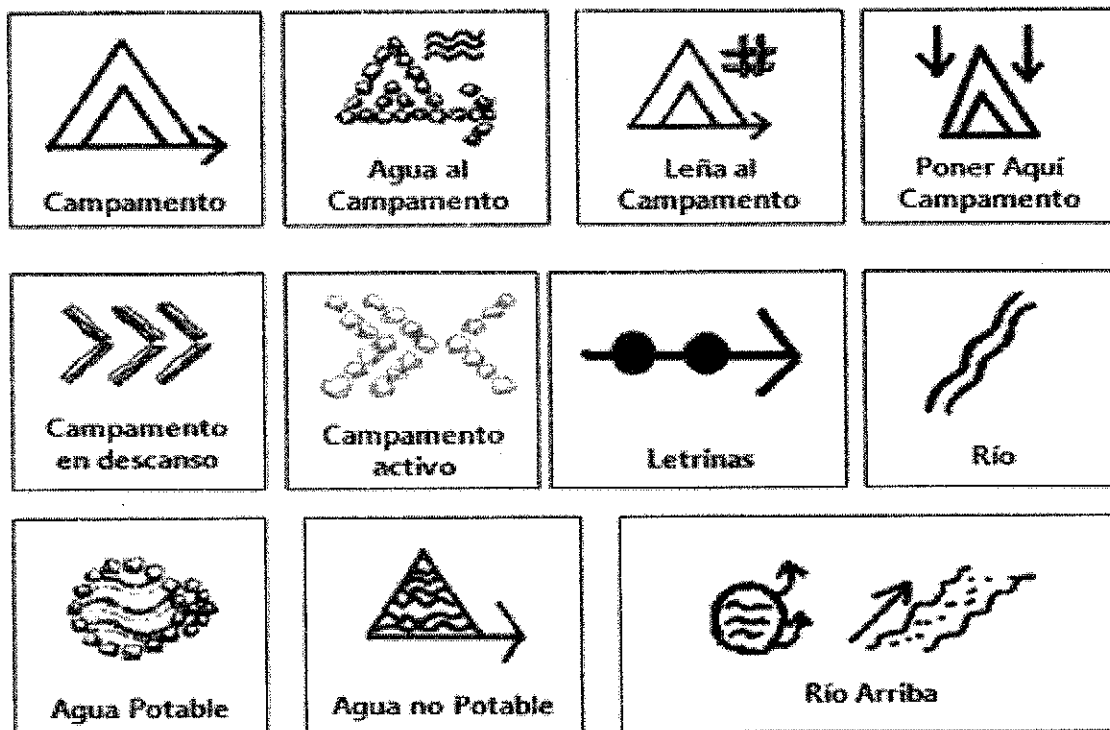 Campamento
Agua al
Campamento
Leña al
Campamento
Poner Aquí
Campamento
Campamento
en descanso
Campamento
activo
Letrinas
Río
Agua Potable
Agua no Potable
Río Arriba